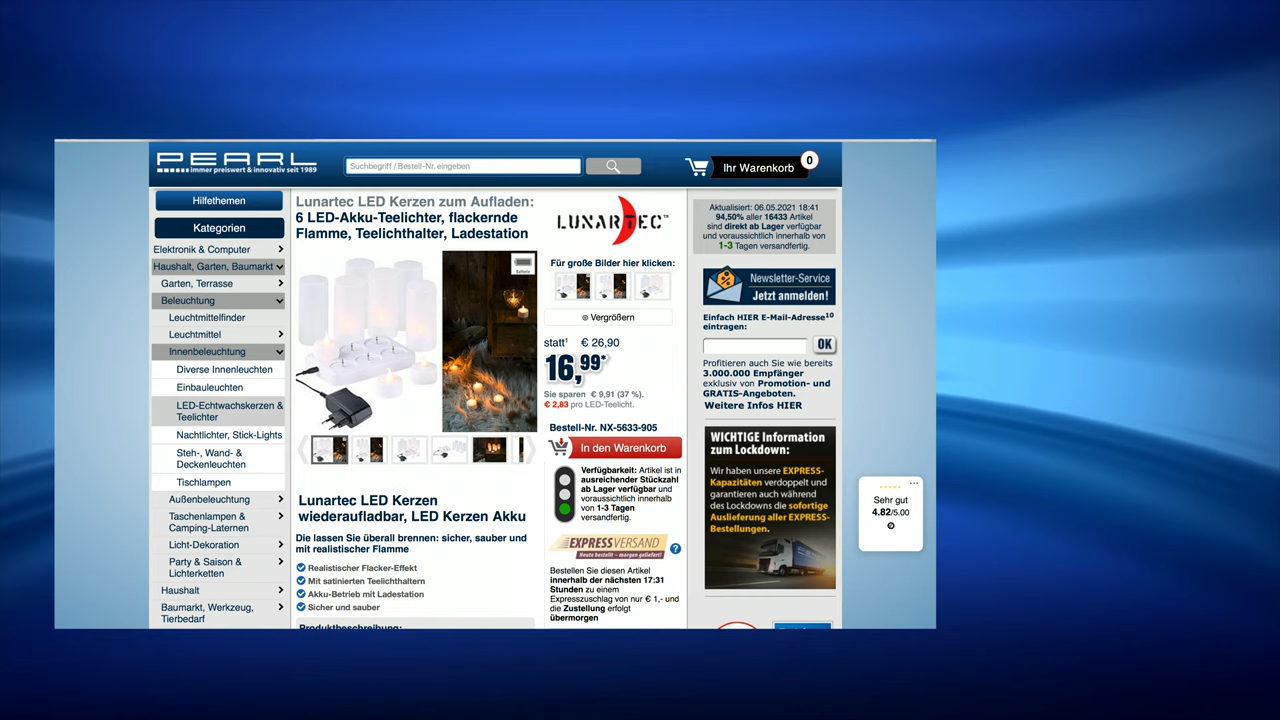 PEARL
immer preiswert & innovativ seit 1989
Suchbegriff / Bestell-Nr. eingeben
Ihr Warenkorb
0
Hilfethemen
Kategorien
Elektronik & Computer
Haushalt, Garten, Baumarkt
Garten, Terrasse
Beleuchtung
Leuchtmittelfinder
Leuchtmittel
Innenbeleuchtung
Diverse Innenleuchten
Einbauleuchten
LED-Echtwachskerzen &
Teelichter
Nachtlichter, Stick-Lights
Steh-, Wand- &
Deckenleuchten
Tischlampen
Außenbeleuchtung
Taschenlampen &
Camping-Laternen
Licht-Dekoration
Party & Saison &
Lichterketten
Haushalt
Baumarkt, Werkzeug,
Tierbedarf
Lunartec LED Kerzen zum Aufladen:
6 LED-Akku-Teelichter, flackernde
Flamme, Teelichthalter, Ladestation
Lunartec LED Kerzen
wiederaufladbar, LED Kerzen Akku
Die lassen Sie überall brennen: sicher, sauber und
mit realistischer Flamme
Realistischer Flacker-Effekt
Mit satinierten Teelichthaltern
Akku-Betrieb mit Ladestation
Sicher und sauber
Produktbeschreibung:
LUNARTEC™
Für große Bilder hier klicken:
Vergrößern
statt¹ € 26,90
16,99*
Sie sparen € 9,91 (37 %).
€ 2,83 pro LED-Teelicht.
Bestell-Nr. NX-5633-905
In den Warenkorb
Verfügbarkeit: Artikel ist in
ausreichender Stückzahl
ab Lager verfügbar und
voraussichtlich innerhalb
von 1-3 Tagen
versandfertig.
EXPRESSVERSAND
Heute bestellt – morgen geliefert!
?
Bestellen Sie diesen Artikel
innerhalb der nächsten 17:31
Stunden zu einem
Expresszuschlag von nur € 1,- und
die Zustellung erfolgt
übermorgen
Aktualisiert: 06.05.2021 18:41
94,50% aller 16433 Artikel
sind direkt ab Lager verfügbar
und voraussichtlich innerhalb von
1-3 Tagen versandfertig.
Newsletter-Service
Jetzt anmelden!
Einfach HIER E-Mail-Adresse¹⁰
eintragen:
OK
Profitieren auch Sie wie bereits
3.000.000 Empfänger
exklusiv von Promotion- und
GRATIS-Angeboten.
Weitere Infos HIER
WICHTIGE Information
zum Lockdown:
Wir haben unsere EXPRESS-
Kapazitäten verdoppelt und
garantieren auch während
des Lockdowns die sofortige
Auslieferung aller EXPRESS-
Bestellungen.
Sehr gut
4.82/5.00